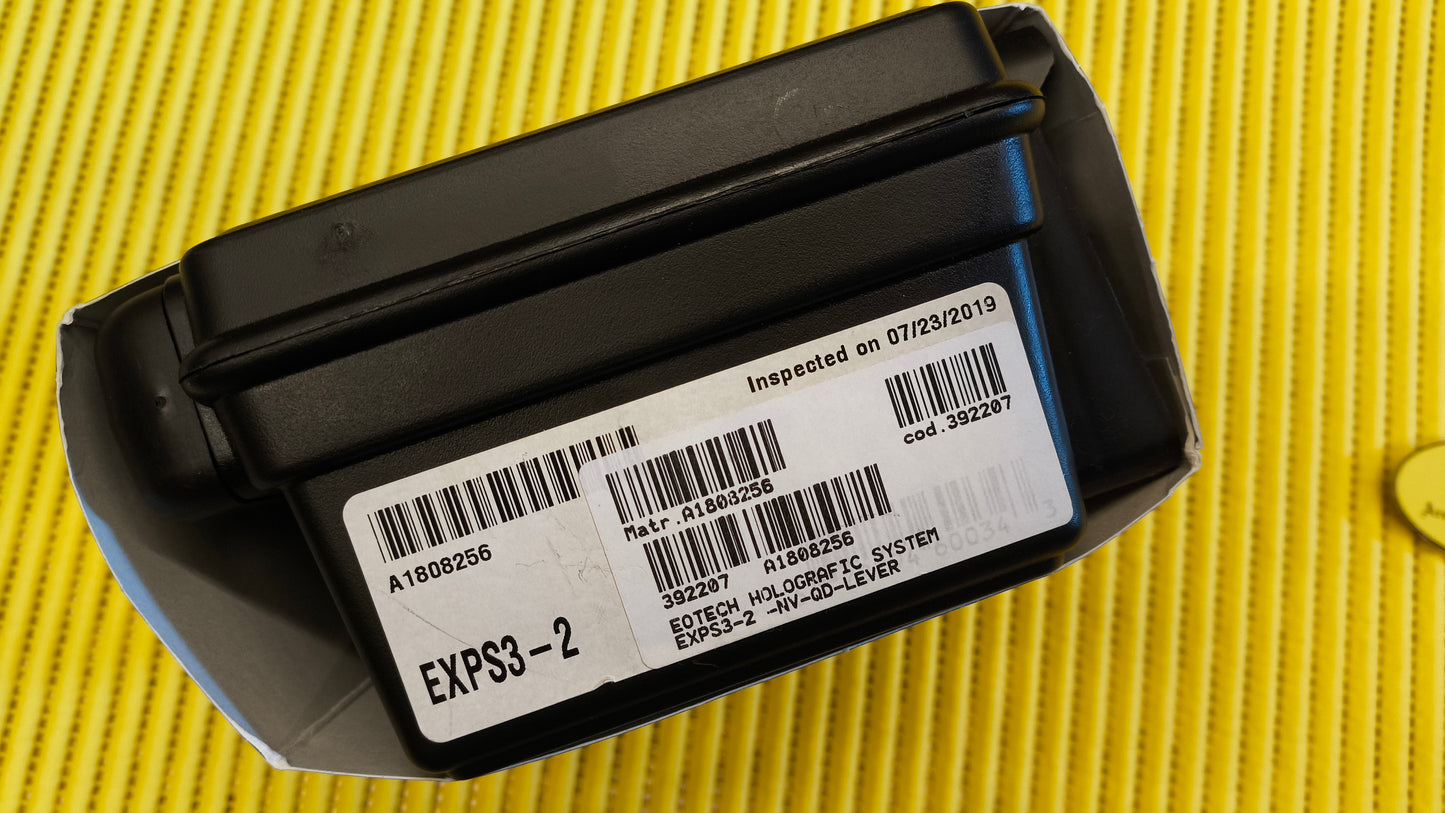 Inspected on 07/23/2019
A1808256
EXPS3-2
cod.392207
Matr.A1808256
392207 A1808256
EOTECH HOLOGRAFIC SYSTEM
EXPS3-2 -NV-QD-LEVER